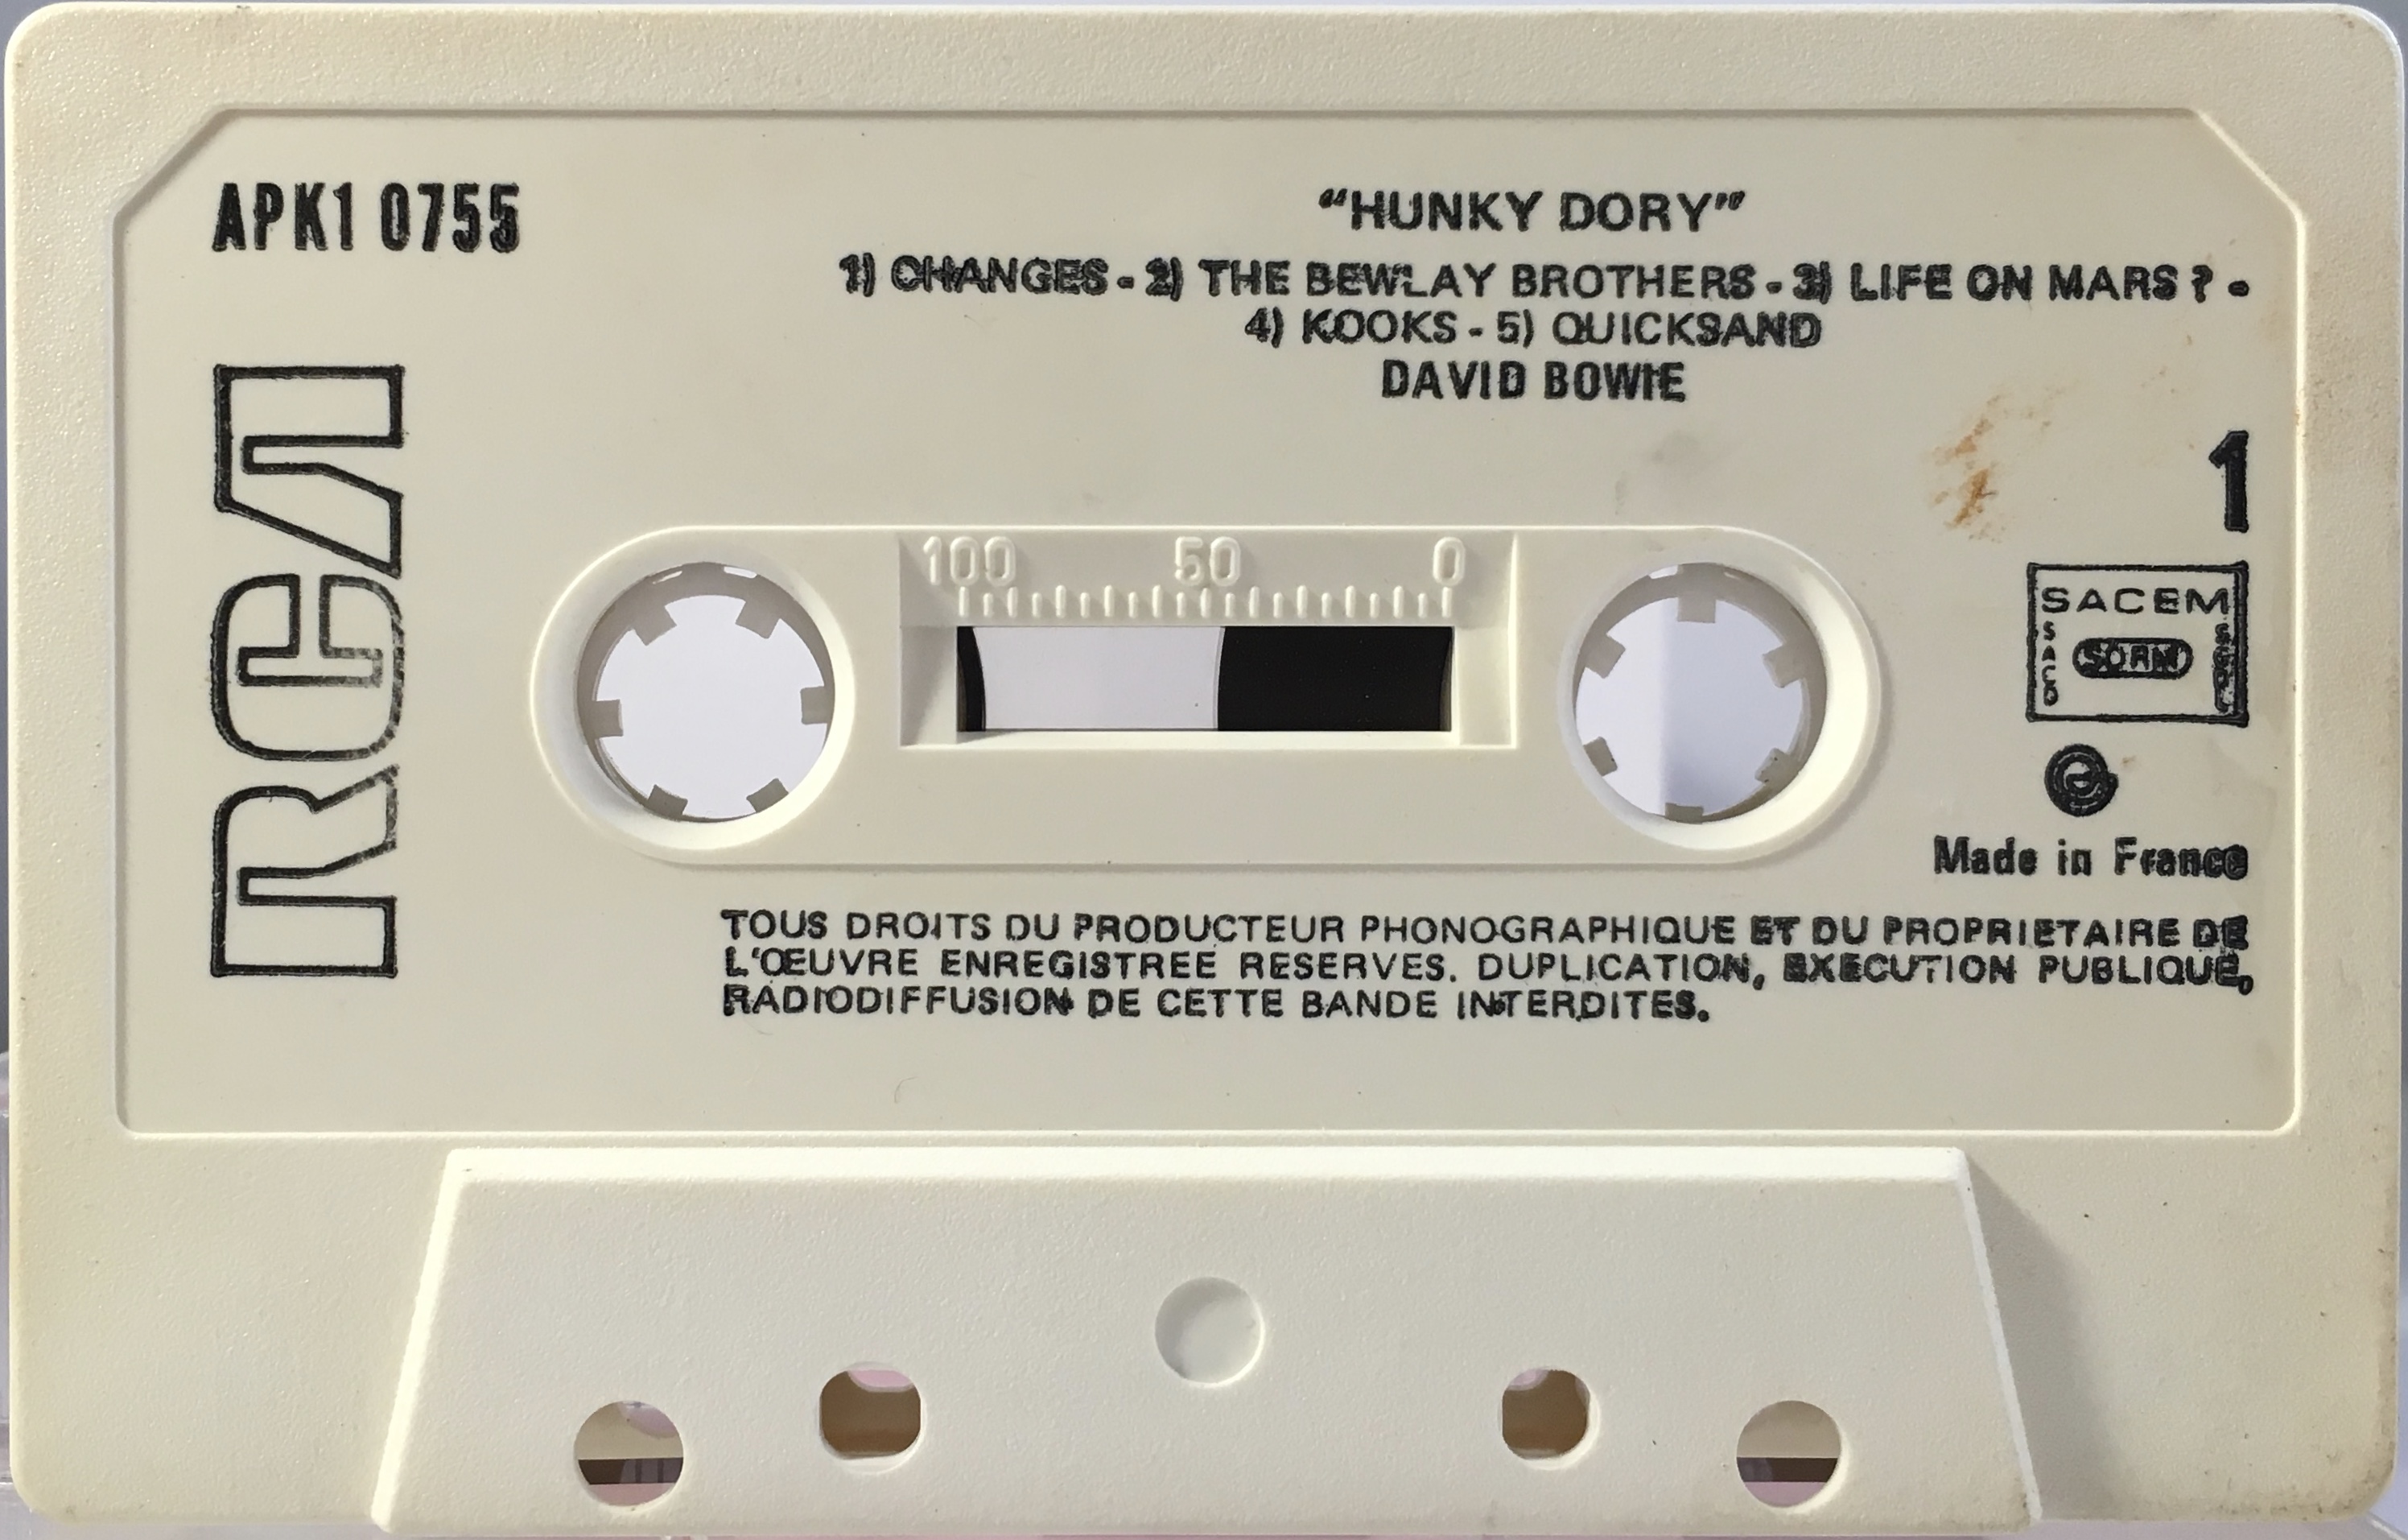 APK1 0755
“HUNKY DORY”
1) CHANGES - 2) THE BEWLAY BROTHERS - 3) LIFE ON MARS ? -
4) KOOKS - 5) QUICKSAND
DAVID BOWIE
RCA
1
100 50 0
SACEM
SACD
SDRM
Made in France
TOUS DROITS DU PRODUCTEUR PHONOGRAPHIQUE ET DU PROPRIETAIRE DE
L'ŒUVRE ENREGISTREE RESERVES. DUPLICATION, EXECUTION PUBLIQUE,
RADIODIFFUSION DE CETTE BANDE INTERDITES.